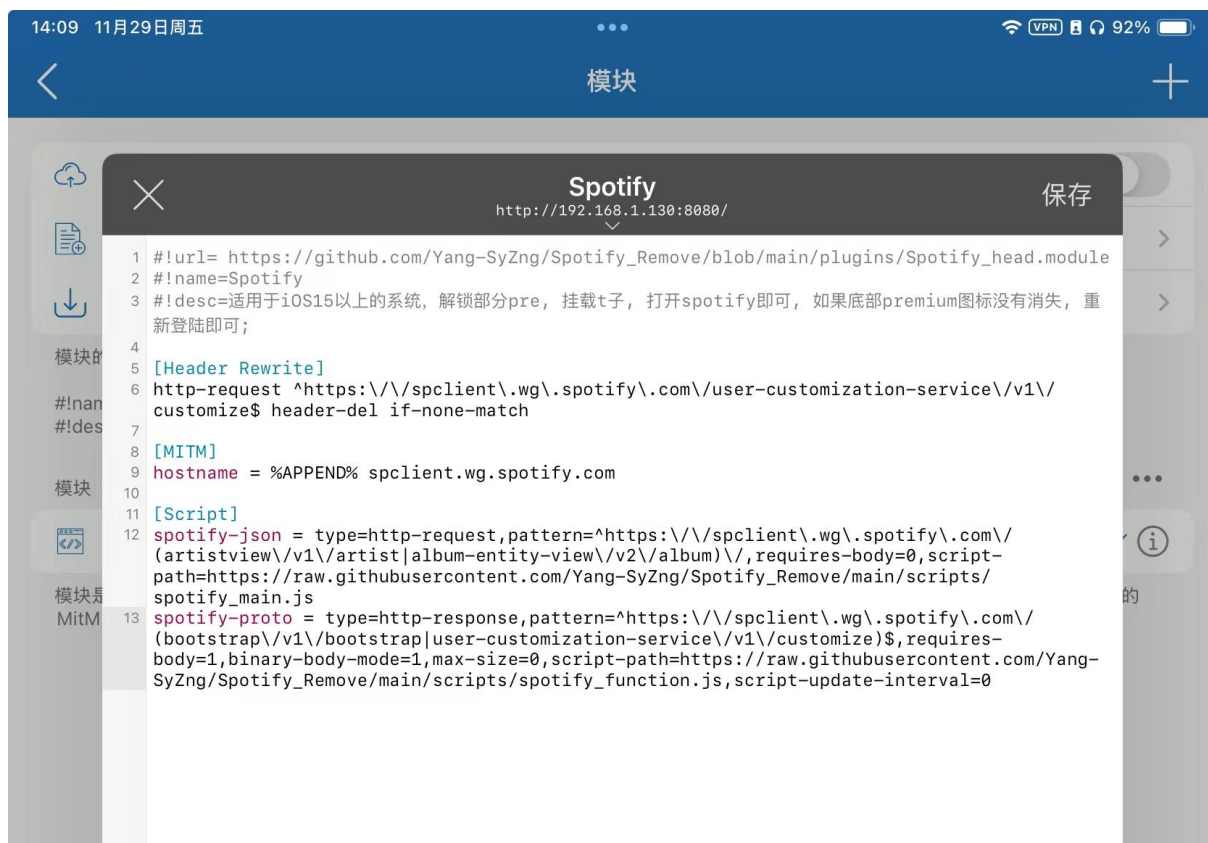 14:09 11月29日周五
VPN 92%
模块
Spotify
保存
http://192.168.1.130:8080/
1 #!url= https://github.com/Yang-SyZng/Spotify_Remove/blob/main/plugins/Spotify_head.module
2 #!name=Spotify
3 #!desc=适用于iOS15以上的系统, 解锁部分pre, 挂载t子, 打开spotify即可, 如果底部premium图标没有消失, 重
新登陆即可;
4
5 [Header Rewrite]
6 http-request ^https:\/\/spclient\.wg\.spotify\.com\/user-customization-service\/v1\/
customize$ header-del if-none-match
7
8 [MITM]
9 hostname = %APPEND% spclient.wg.spotify.com
10
11 [Script]
12 spotify-json = type=http-request,pattern=^https:\/\/spclient\.wg\.spotify\.com\/
(artistview\/v1\/artist|album-entity-view\/v2\/album)\/,requires-body=0,script-
path=https://raw.githubusercontent.com/Yang-SyZng/Spotify_Remove/main/scripts/
spotify_main.js
13 spotify-proto = type=http-response,pattern=^https:\/\/spclient\.wg\.spotify\.com\/
(bootstrap\/v1\/bootstrap|user-customization-service\/v1\/customize)$,requires-
body=1,binary-body-mode=1,max-size=0,script-path=https://raw.githubusercontent.com/Yang-
SyZng/Spotify_Remove/main/scripts/spotify_function.js,script-update-interval=0
模块的
#!nam
#!des
模块
模块是
的
MitM